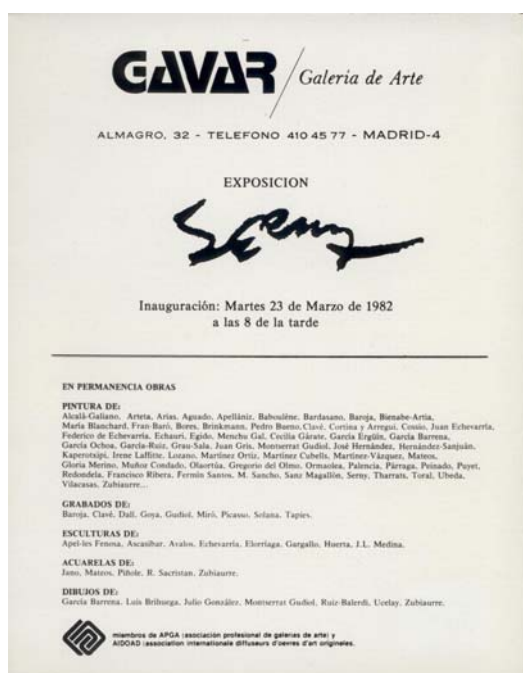 GAVAR / Galería de Arte
ALMAGRO, 32 - TELEFONO 410 45 77 - MADRID-4
EXPOSICION
Serny
Inauguración: Martes 23 de Marzo de 1982
a las 8 de la tarde
EN PERMANENCIA OBRAS
PINTURA DE:
Alcalá-Galiano, Arteta, Arias, Aguado, Apellániz, Baboulène, Bardasano, Baroja, Bienabe-Artia,
María Blanchard, Fran-Baró, Bores, Brinkmann, Pedro Bueno, Clavé, Cortina y Arregui, Cossio, Juan Echevarría,
Federico de Echevarría, Echauri, Egido, Menchu Gal, Cecilia Gárate, García Ergüin, García Barrena,
García Ochoa, García-Ruiz, Grau-Sala, Juan Gris, Montserrat Gudiol, José Hernández, Hernández-Sanjuán,
Kaperotxipi, Irene Laffitte, Lozano, Martínez Ortiz, Martínez Cubells, Martínez-Vázquez, Mateos,
Gloria Merino, Muñoz Condado, Olaortúa, Gregorio del Olmo, Ormaolea, Palencia, Párraga, Peinado, Puyet,
Redondela, Francisco Ribera, Fermín Santos, M. Sancho, Sanz Magallón, Serny, Tharrats, Toral, Ubeda,
Vilacasas, Zubiaurre...
GRABADOS DE:
Baroja, Clavé, Dalí, Goya, Gudiol, Miró, Picasso, Solana, Tapies.
ESCULTURAS DE:
Apel-les Fenosa, Ascasibar, Avalos, Echevarría, Elorriaga, Gargallo, Huerta, J.L. Medina.
ACUARELAS DE:
Jano, Mateos, Piñole, R. Sacristan, Zubiaurre.
DIBUJOS DE:
García Barrena, Luis Brihuega, Julio González, Montserrat Gudiol, Ruiz-Balerdi, Ucelay, Zubiaurre.
miembros de APGA (asociación profesional de galerías de arte) y
AIDOAD (association internationale diffuseurs d'oevres d'art originales.